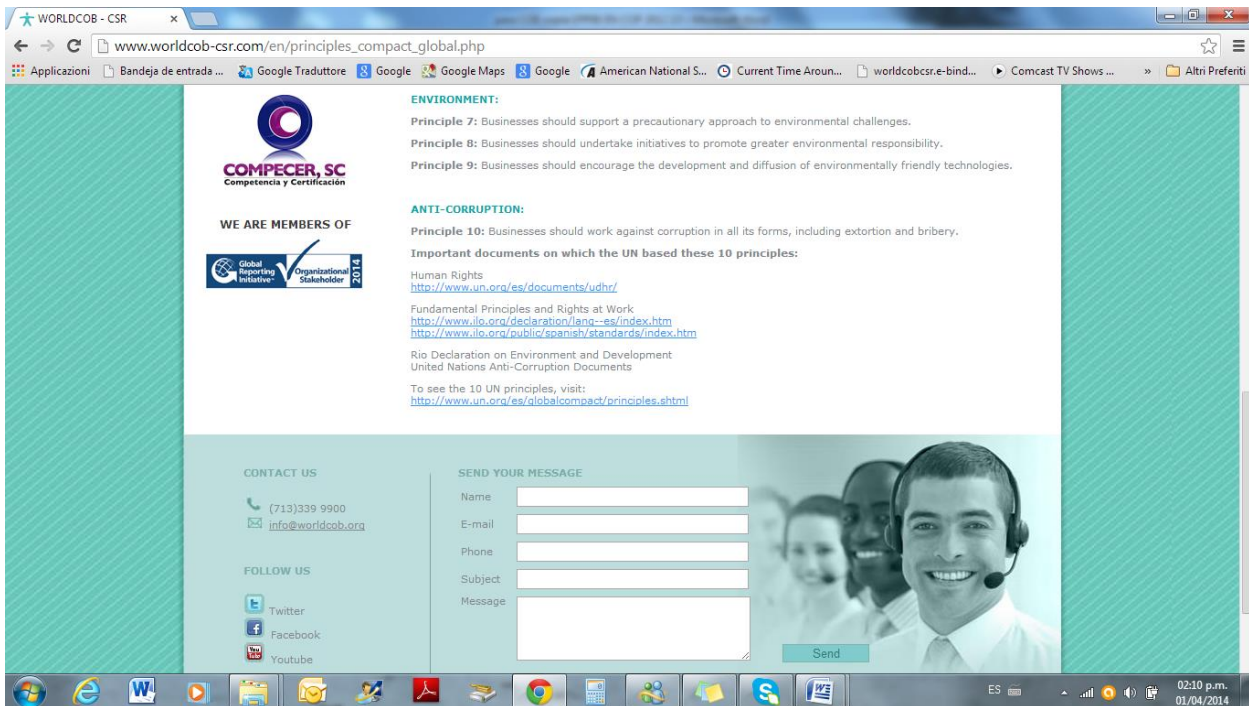 WORLDCOB - CSR
www.worldcob-csr.com/en/principles_compact_global.php
Applicazioni Bandeja de entrada ... Google Traduttore Google Google Maps Google American National S... Current Time Aroun... worldcobcsr.e-bind... Comcast TV Shows ... » Altri Preferiti
COMPECER, SC
Competencia y Certificación
WE ARE MEMBERS OF
Global
Reporting
Initiative
Organizational
Stakeholder
2014
ENVIRONMENT:
Principle 7: Businesses should support a precautionary approach to environmental challenges.
Principle 8: Businesses should undertake initiatives to promote greater environmental responsibility.
Principle 9: Businesses should encourage the development and diffusion of environmentally friendly technologies.
ANTI-CORRUPTION:
Principle 10: Businesses should work against corruption in all its forms, including extortion and bribery.
Important documents on which the UN based these 10 principles:
Human Rights
http://www.un.org/es/documents/udhr/
Fundamental Principles and Rights at Work
http://www.ilo.org/declaration/lang--es/index.htm
http://www.ilo.org/public/spanish/standards/index.htm
Rio Declaration on Environment and Development
United Nations Anti-Corruption Documents
To see the 10 UN principles, visit:
http://www.un.org/es/globalcompact/principles.shtml
CONTACT US
(713)339 9900
info@worldcob.org
FOLLOW US
Twitter
Facebook
Youtube
SEND YOUR MESSAGE
Name
E-mail
Phone
Subject
Message
Send
ES
02:10 p.m.
01/04/2014